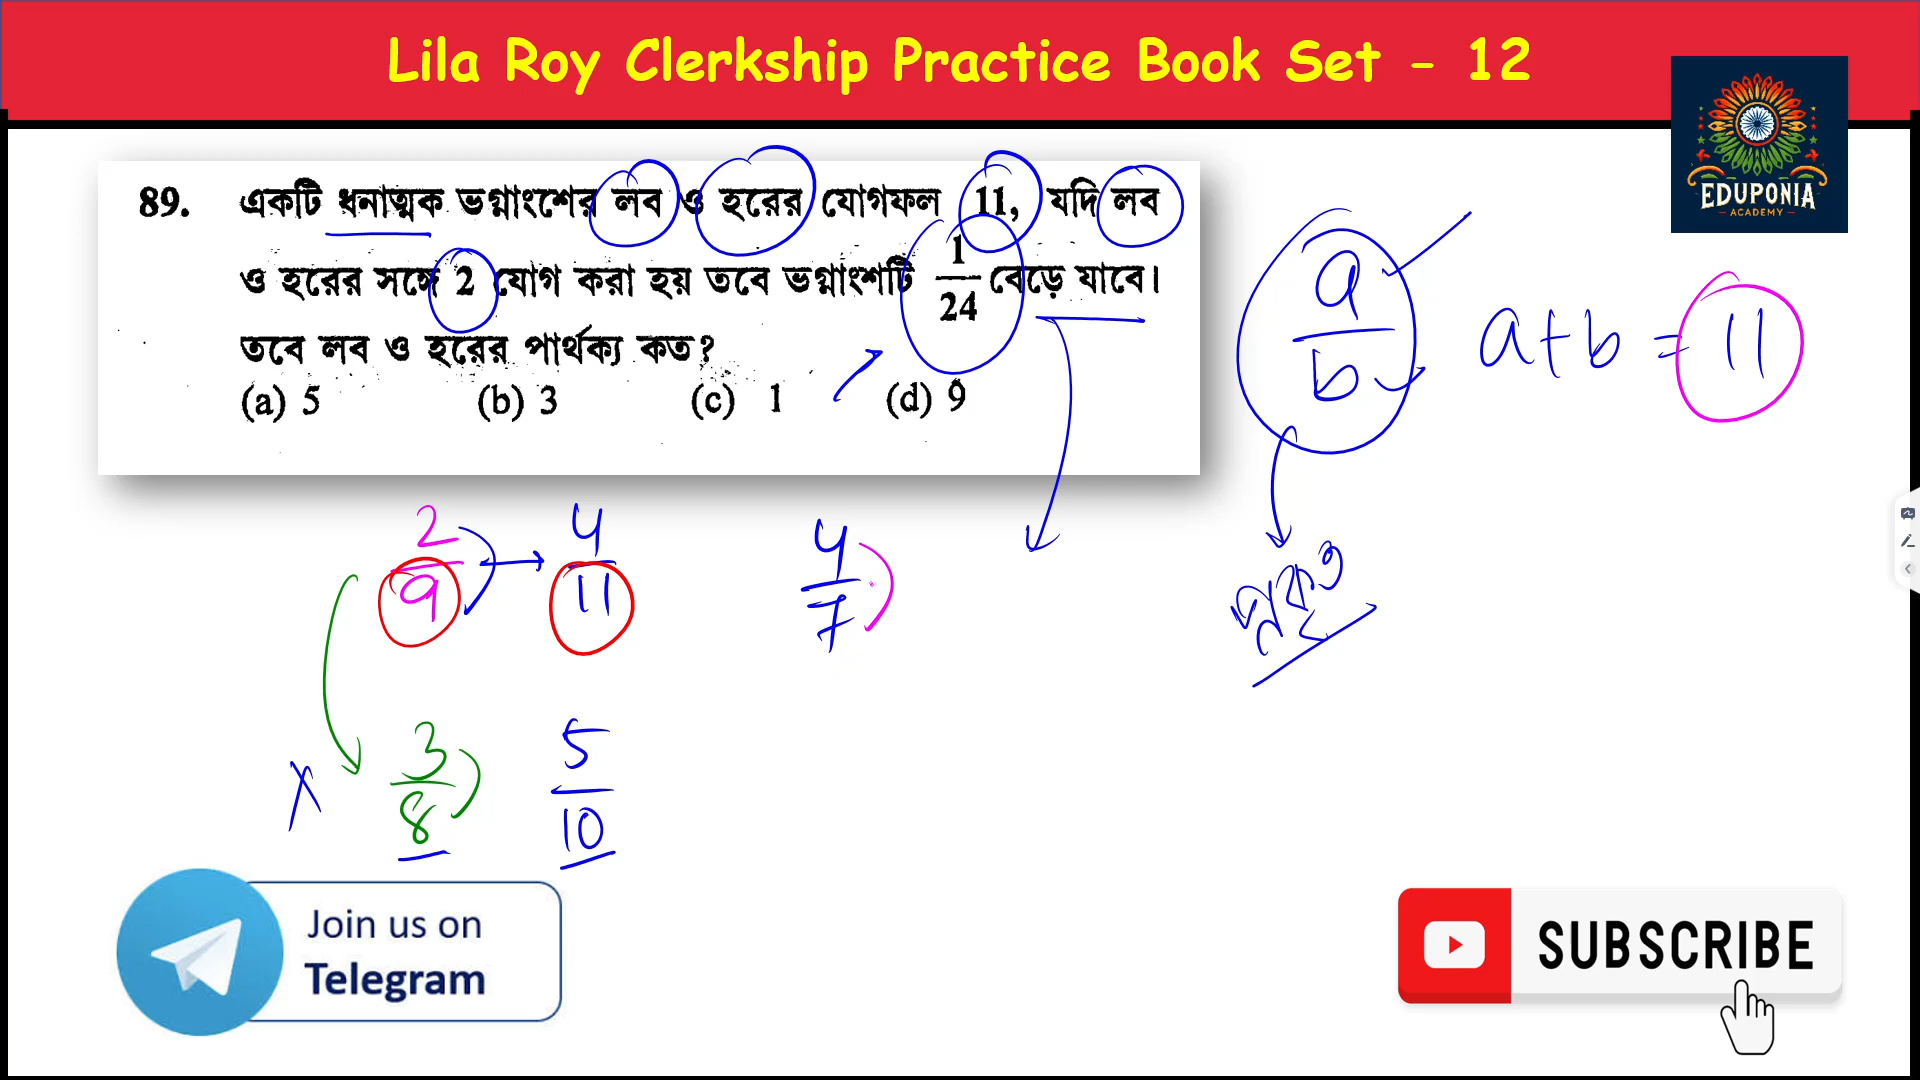 Lila Roy Clerkship Practice Book Set - 12
EDUPONIA
ACADEMY
89. একটি ধনাত্মক ভগ্নাংশের লব ও হরের যোগফল 11, যদি লব
ও হরের সঙ্গে 2 যোগ করা হয় তবে ভগ্নাংশটি 1/24 বেড়ে যাবে।
তবে লব ও হরের পার্থক্য কত?
(a) 5 (b) 3 (c) 1 (d) 9
a/b a+b = 11
2/9 4/11 4/7
3/8 5/10
Join us on
Telegram
SUBSCRIBE